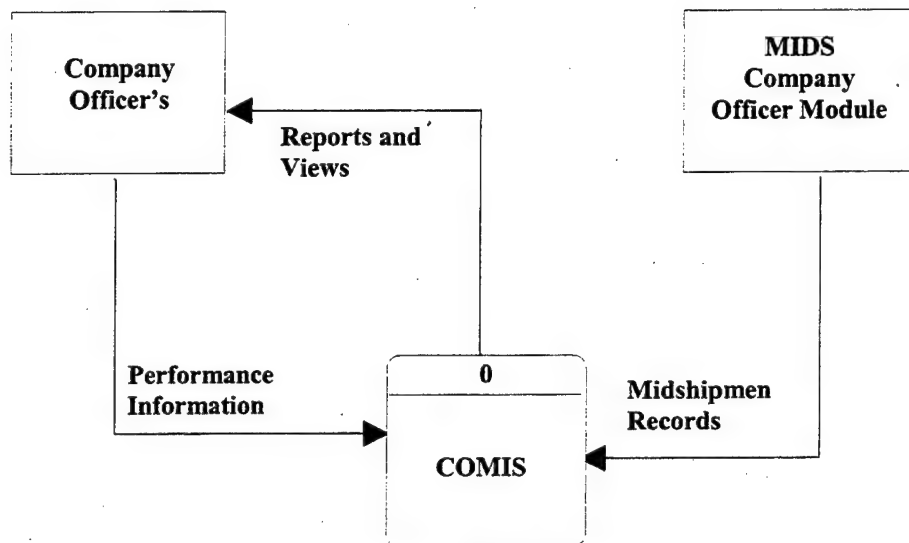 Company
Officer's
MIDS
Company
Officer Module
Reports and
Views
Performance
Information
0
COMIS
Midshipmen
Records